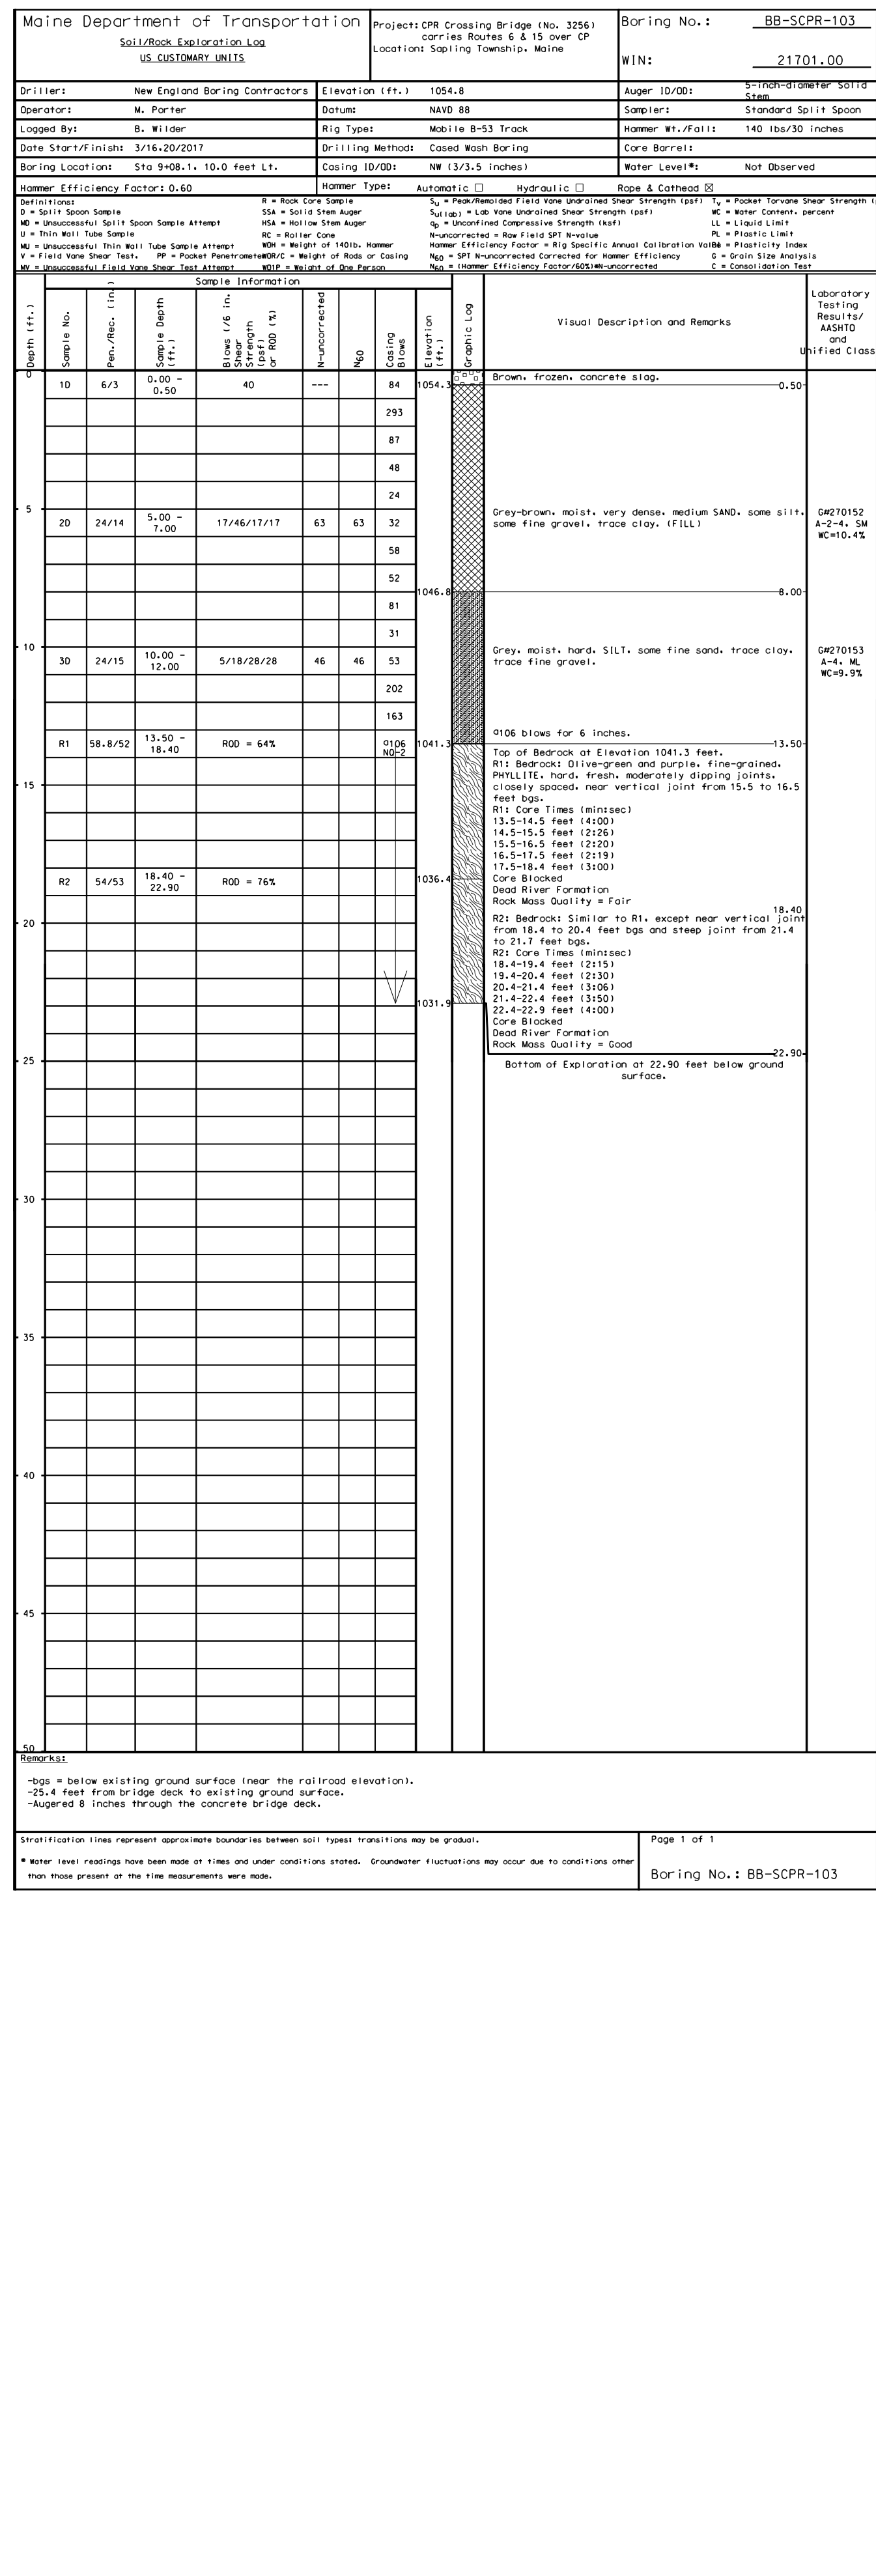 Maine Department of Transportation
Soil/Rock Exploration Log
US CUSTOMARY UNITS
Project: CPR Crossing Bridge (No. 3256)
carries Routes 6 & 15 over CP
Location: Sapling Township, Maine
Boring No.: BB-SCPR-103
WIN: 21701.00
Driller: New England Boring Contractors Elevation (ft.) 1054.8 Auger ID/OD: 5-inch-diameter Solid Stem
Operator: M. Porter Datum: NAVD 88 Sampler: Standard Split Spoon
Logged By: B. Wilder Rig Type: Mobile B-53 Track Hammer Wt./Fall: 140 lbs/30 inches
Date Start/Finish: 3/16,20/2017 Drilling Method: Cased Wash Boring Core Barrel:
Boring Location: Sta 9+08.1, 10.0 feet Lt. Casing ID/OD: NW (3/3.5 inches) Water Level*: Not Observed
Hammer Efficiency Factor: 0.60 Hammer Type: Automatic ☐ Hydraulic ☐ Rope & Cathead ☒
Definitions:
D = Split Spoon Sample
MD = Unsuccessful Split Spoon Sample Attempt
U = Thin Wall Tube Sample
MU = Unsuccessful Thin Wall Tube Sample Attempt
V = Field Vane Shear Test, PP = Pocket Penetrometer
MV = Unsuccessful Field Vane Shear Test Attempt
R = Rock Core Sample
SSA = Solid Stem Auger
HSA = Hollow Stem Auger
RC = Roller Cone
WOH = Weight of 140lb. Hammer
WOR/C = Weight of Rods or Casing
WO1P = Weight of One Person
Su = Peak/Remolded Field Vane Undrained Shear Strength (psf)
Su(lab) = Lab Vane Undrained Shear Strength (psf)
qp = Unconfined Compressive Strength (ksf)
N-uncorrected = Raw Field SPT N-value
Hammer Efficiency Factor = Rig Specific Annual Calibration Value
N60 = SPT N-uncorrected Corrected for Hammer Efficiency
N60 = (Hammer Efficiency Factor/60%)*N-uncorrected
Tv = Pocket Torvane Shear Strength (
WC = Water Content, percent
LL = Liquid Limit
PL = Plastic Limit
PI = Plasticity Index
G = Grain Size Analysis
C = Consolidation Test
Sample Information
Depth (ft.)
Sample No.
Pen./Rec. (in.)
Sample Depth (ft.)
Blows (/6 in.) Shear Strength (psf) or RQD (%)
N-uncorrected
N60
Casing Blows
Elevation (ft.)
Graphic Log
Visual Description and Remarks
Laboratory Testing Results/ AASHTO and Unified Class
0
1D 6/3 0.00 - 0.50 40 --- 84 1054.3
Brown, frozen, concrete slag.
0.50
293
87
48
24
5
2D 24/14 5.00 - 7.00 17/46/17/17 63 63 32
Grey-brown, moist, very dense, medium SAND, some silt,
some fine gravel, trace clay. (FILL)
G#270152
A-2-4, SM
WC=10.4%
58
52
1046.8
8.00
81
31
10
3D 24/15 10.00 - 12.00 5/18/28/28 46 46 53
Grey, moist, hard, SILT, some fine sand, trace clay,
trace fine gravel.
G#270153
A-4, ML
WC=9.9%
202
163
a106 blows for 6 inches.
R1 58.8/52 13.50 - 18.40 RQD = 64% a106 NQ-2 1041.3
13.50
Top of Bedrock at Elevation 1041.3 feet.
R1: Bedrock: Olive-green and purple, fine-grained,
PHYLLITE, hard, fresh, moderately dipping joints,
closely spaced, near vertical joint from 15.5 to 16.5
feet bgs.
R1: Core Times (min:sec)
13.5-14.5 feet (4:00)
14.5-15.5 feet (2:26)
15.5-16.5 feet (2:20)
16.5-17.5 feet (2:19)
17.5-18.4 feet (3:00)
Core Blocked
Dead River Formation
Rock Mass Quality = Fair
18.40
15
R2 54/53 18.40 - 22.90 RQD = 76% 1036.4
R2: Bedrock: Similar to R1, except near vertical joint
from 18.4 to 20.4 feet bgs and steep joint from 21.4
to 21.7 feet bgs.
R2: Core Times (min:sec)
18.4-19.4 feet (2:15)
19.4-20.4 feet (2:30)
20.4-21.4 feet (3:06)
21.4-22.4 feet (3:50)
22.4-22.9 feet (4:00)
Core Blocked
Dead River Formation
Rock Mass Quality = Good
22.90
20
1031.9
Bottom of Exploration at 22.90 feet below ground
surface.
25
30
35
40
45
50
Remarks:
-bgs = below existing ground surface (near the railroad elevation).
-25.4 feet from bridge deck to existing ground surface.
-Augered 8 inches through the concrete bridge deck.
Stratification lines represent approximate boundaries between soil types; transitions may be gradual.
* Water level readings have been made at times and under conditions stated. Groundwater fluctuations may occur due to conditions other
than those present at the time measurements were made.
Page 1 of 1
Boring No.: BB-SCPR-103